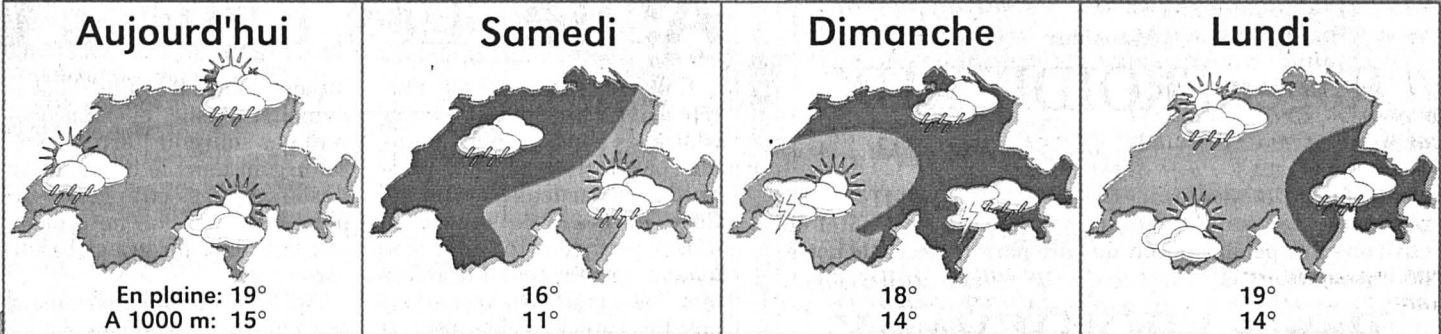 Aujourd'hui
En plaine: 19°
A 1000 m: 15°
Samedi
16°
11°
Dimanche
18°
14°
Lundi
19°
14°